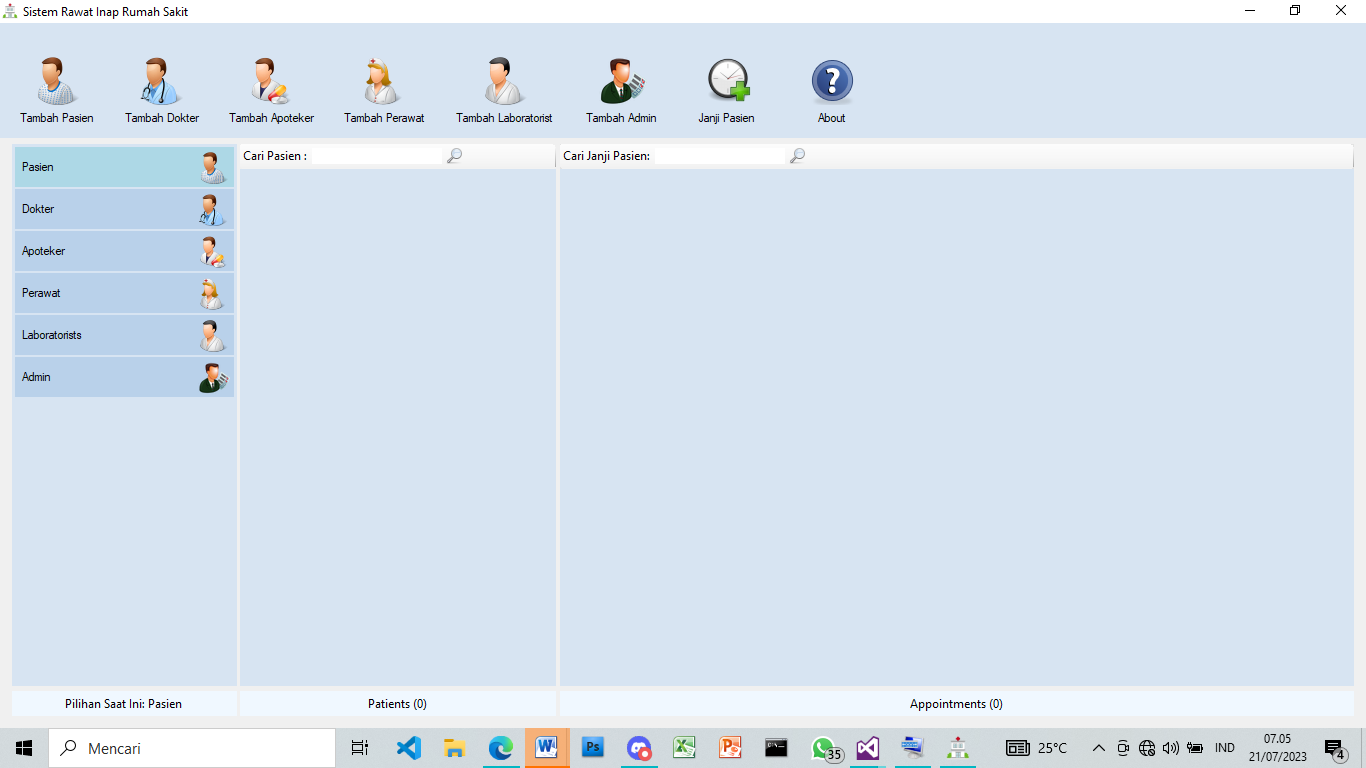 Sistem Rawat Inap Rumah Sakit
Tambah Pasien
Tambah Dokter
Tambah Apoteker
Tambah Perawat
Tambah Laboratorist
Tambah Admin
Janji Pasien
About
?
Pasien
Dokter
Apoteker
Perawat
Laboratorists
Admin
Pilihan Saat Ini: Pasien
Cari Pasien :
Patients (0)
Cari Janji Pasien:
Appointments (0)
Mencari
W
Ps
X
P
35
25°C
IND
07.05
21/07/2023
4